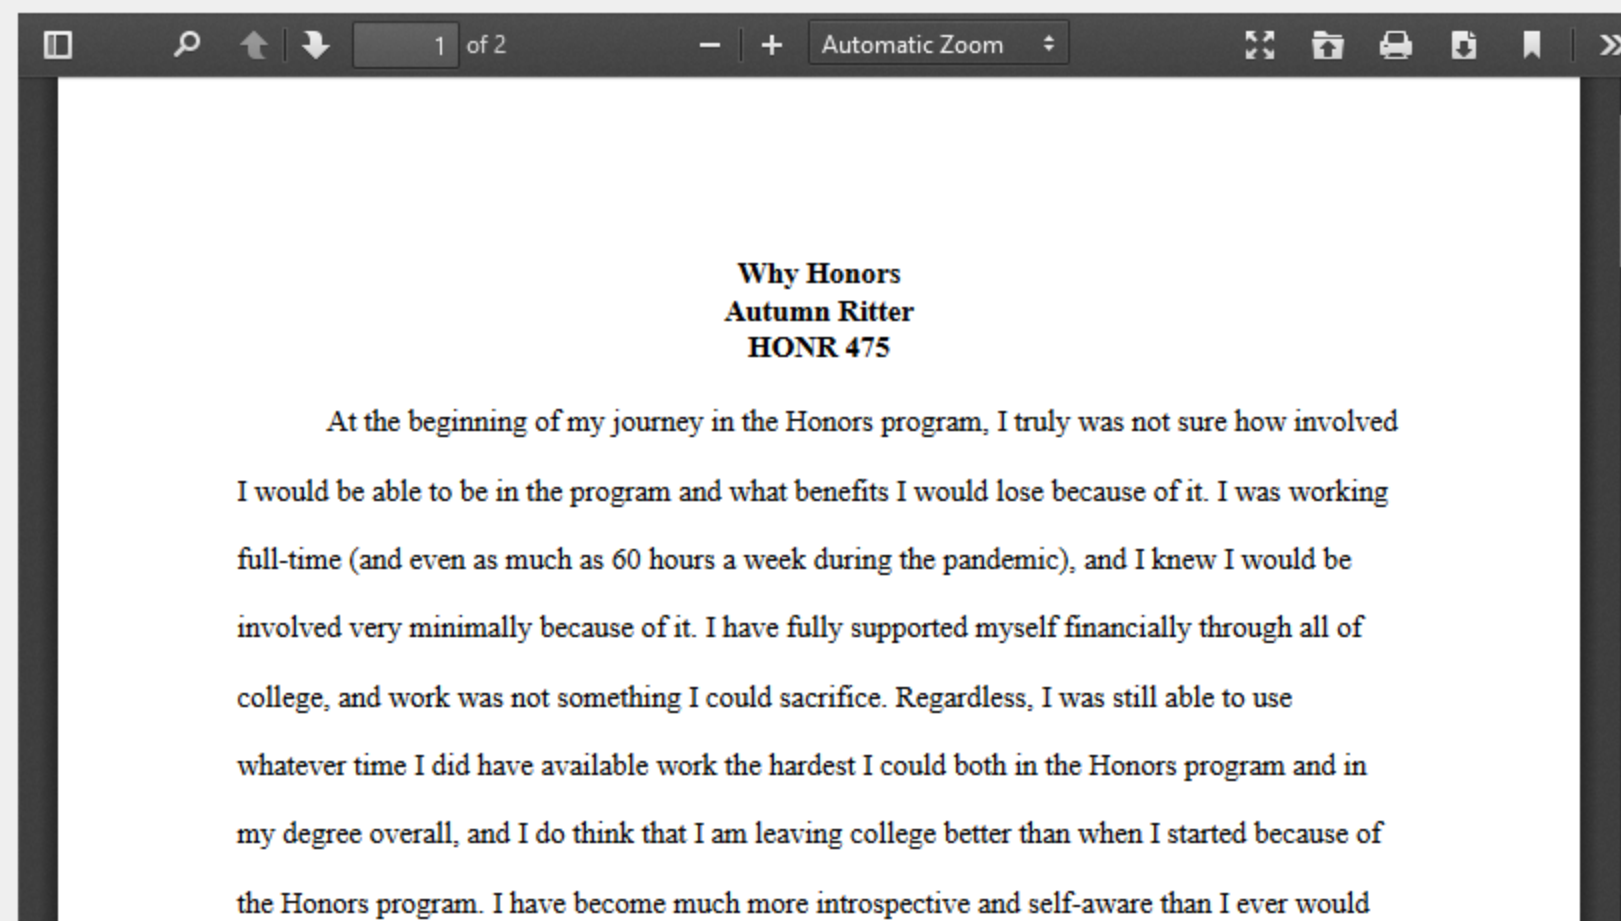 1 of 2
Automatic Zoom
Why Honors
Autumn Ritter
HONR 475
At the beginning of my journey in the Honors program, I truly was not sure how involved
I would be able to be in the program and what benefits I would lose because of it. I was working
full-time (and even as much as 60 hours a week during the pandemic), and I knew I would be
involved very minimally because of it. I have fully supported myself financially through all of
college, and work was not something I could sacrifice. Regardless, I was still able to use
whatever time I did have available work the hardest I could both in the Honors program and in
my degree overall, and I do think that I am leaving college better than when I started because of
the Honors program. I have become much more introspective and self-aware than I ever would